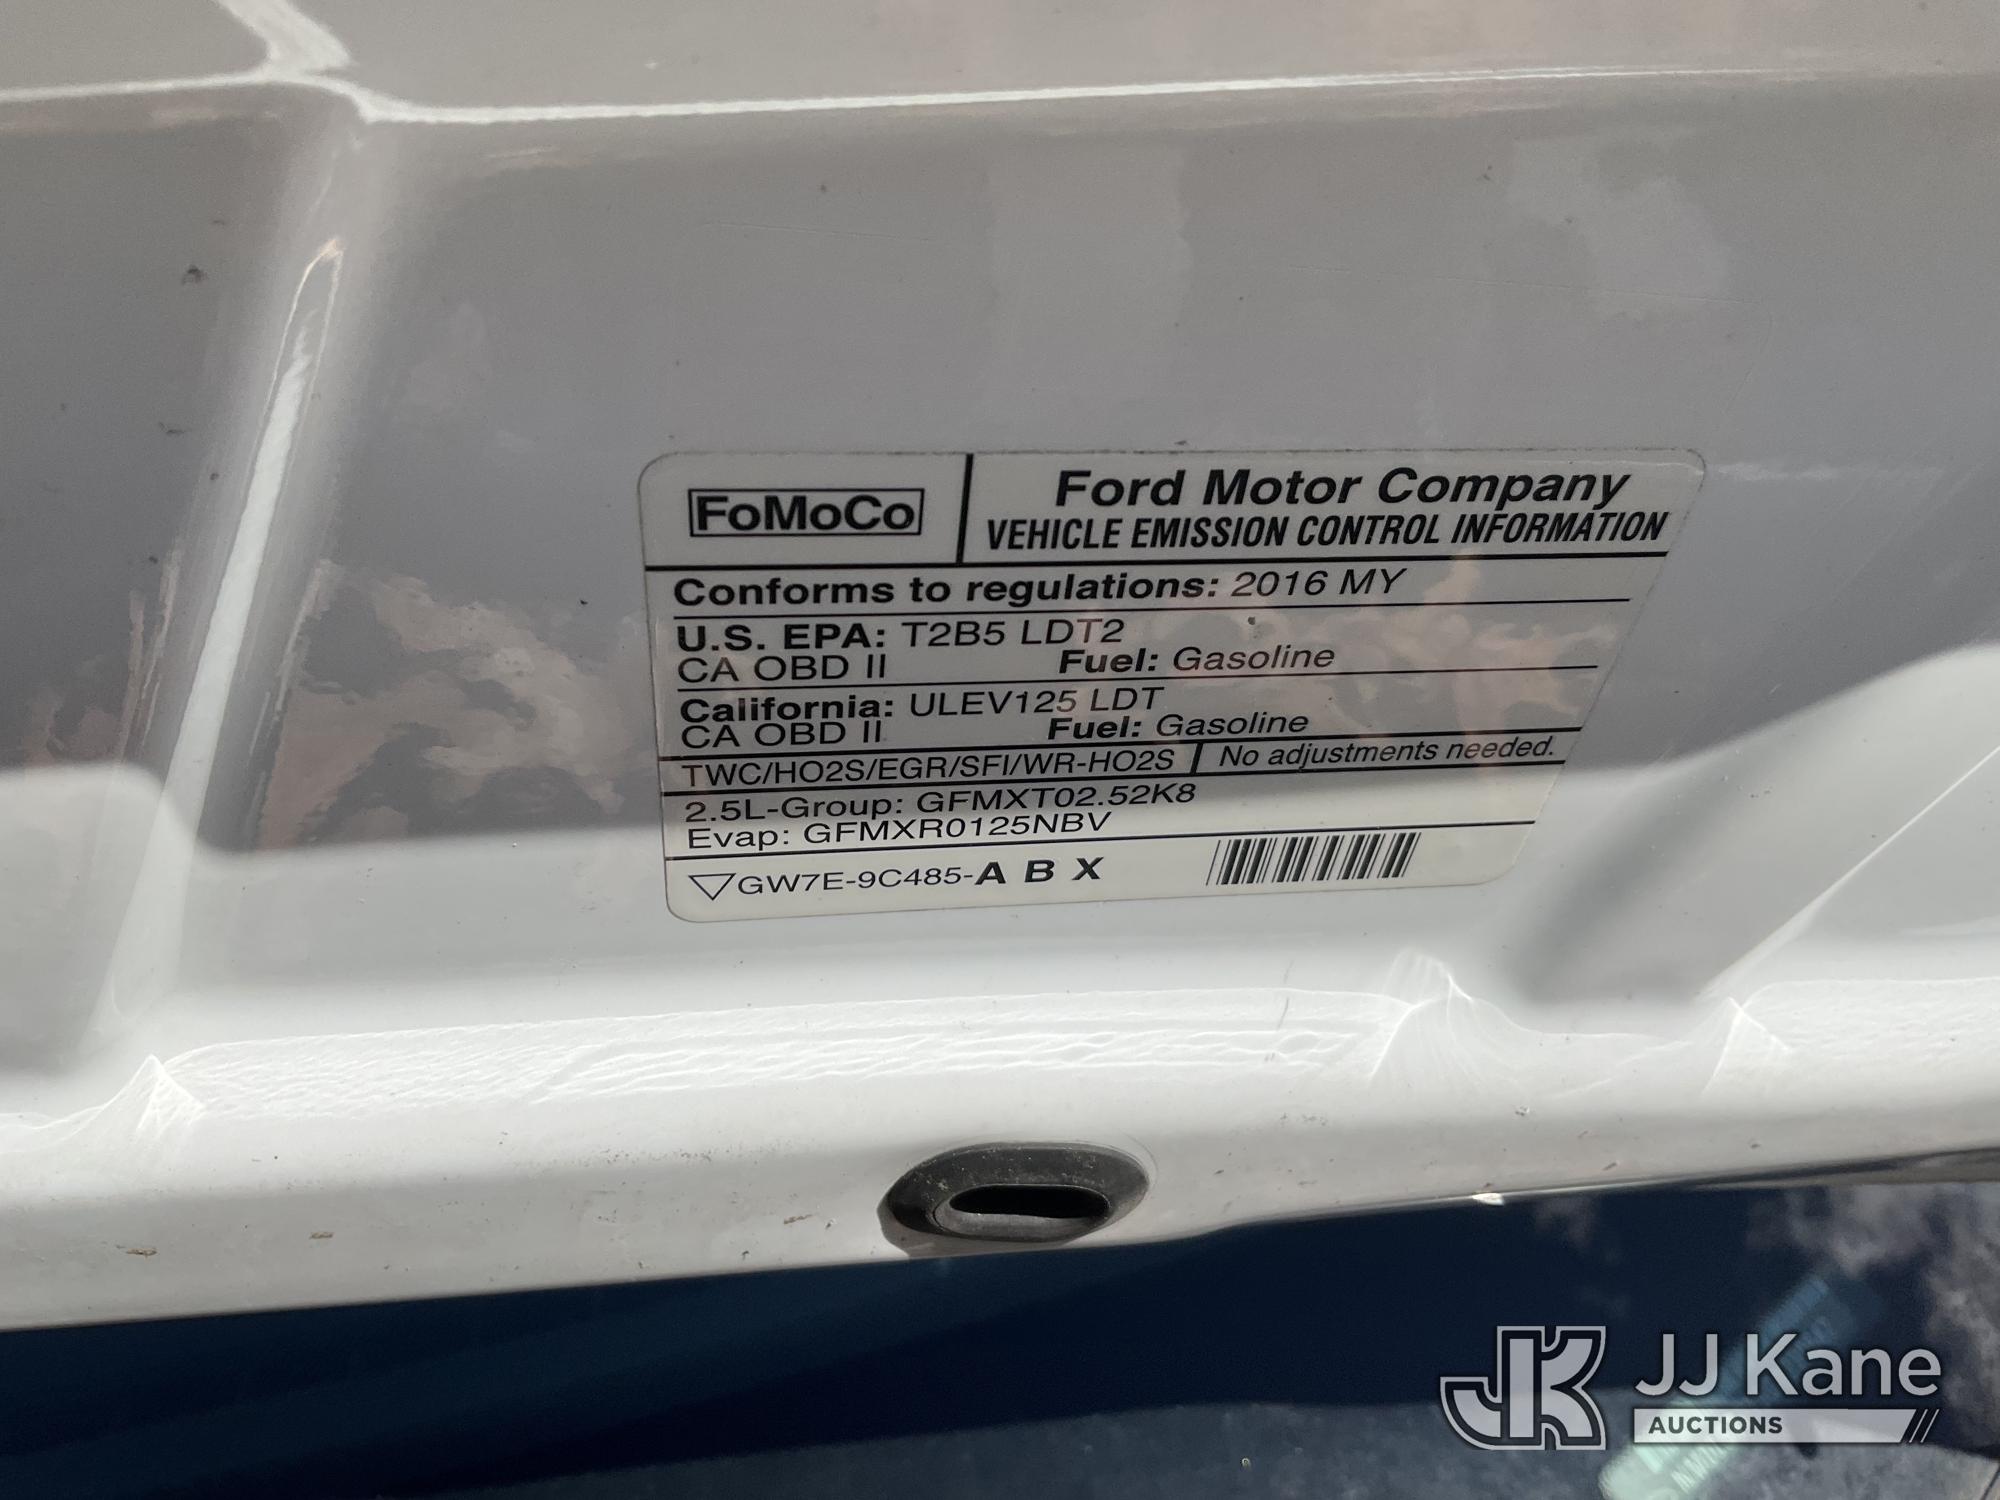 FoMoCo
Ford Motor Company
VEHICLE EMISSION CONTROL INFORMATION
Conforms to regulations: 2016 MY
U.S. EPA: T2B5 LDT2
CA OBD II Fuel: Gasoline
California: ULEV125 LDT
CA OBD II Fuel: Gasoline
TWC/HO2S/EGR/SFI/WR-HO2S No adjustments needed.
2.5L-Group: GFMXT02.52K8
Evap: GFMXR0125NBV
GW7E-9C485-A B X
JK JJ Kane
AUCTIONS